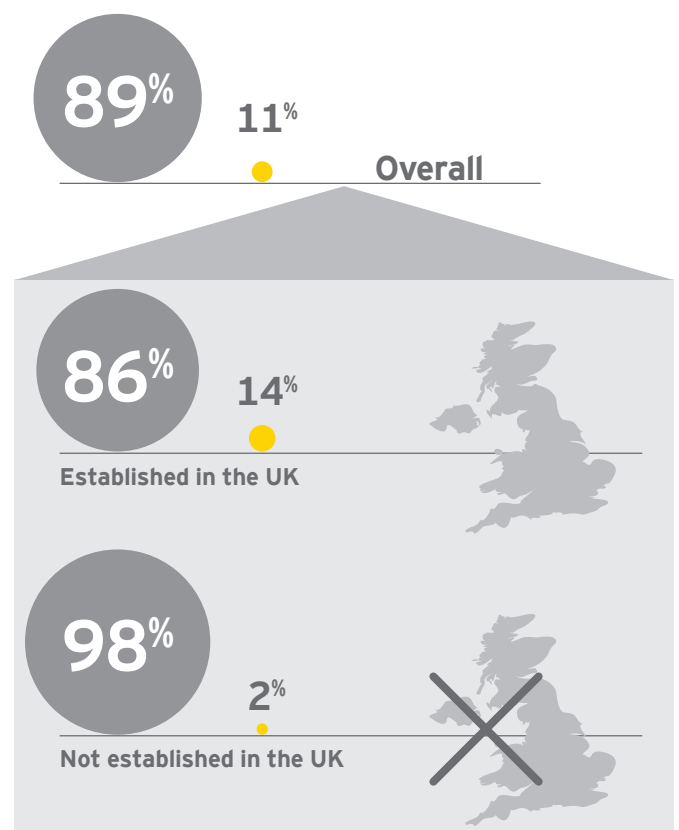 89%
11%
Overall
86%
14%
Established in the UK
98%
2%
Not established in the UK